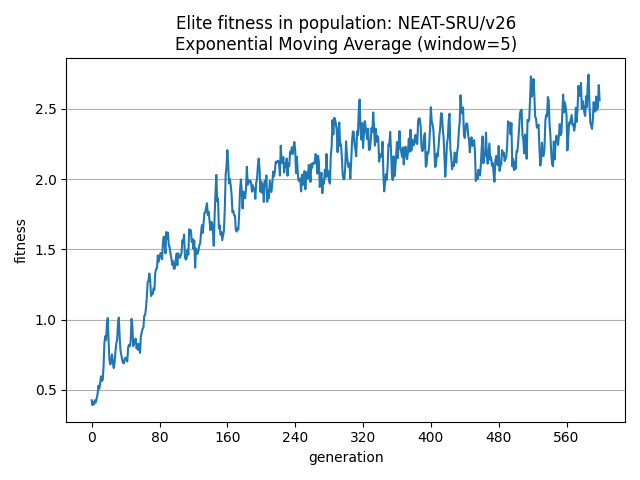 Elite fitness in population: NEAT-SRU/v26
Exponential Moving Average (window=5)
fitness
2.5
2.0
1.5
1.0
0.5
0 80 160 240 320 400 480 560
generation